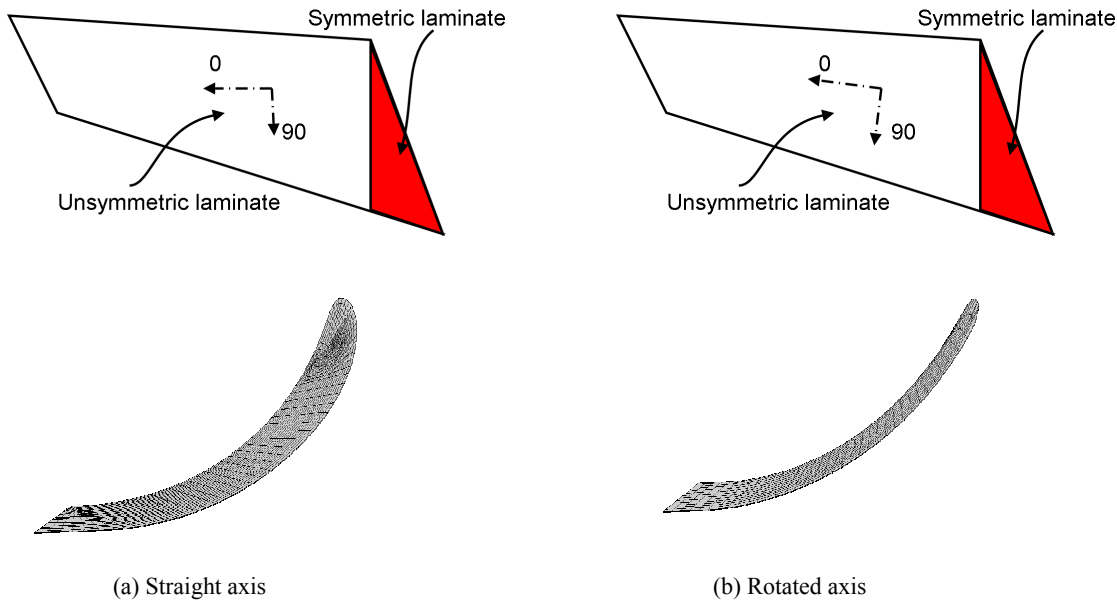 Symmetric laminate
0
90
Unsymmetric laminate
Symmetric laminate
0
90
Unsymmetric laminate
(a) Straight axis
(b) Rotated axis